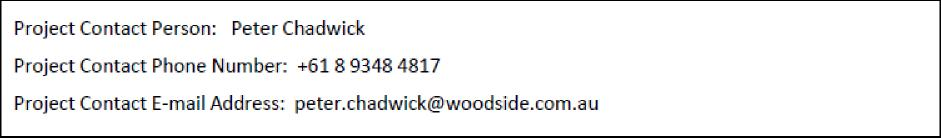 Project Contact Person: Peter Chadwick
Project Contact Phone Number: +61 8 9348 4817
Project Contact E-mail Address: peter.chadwick@woodside.com.au